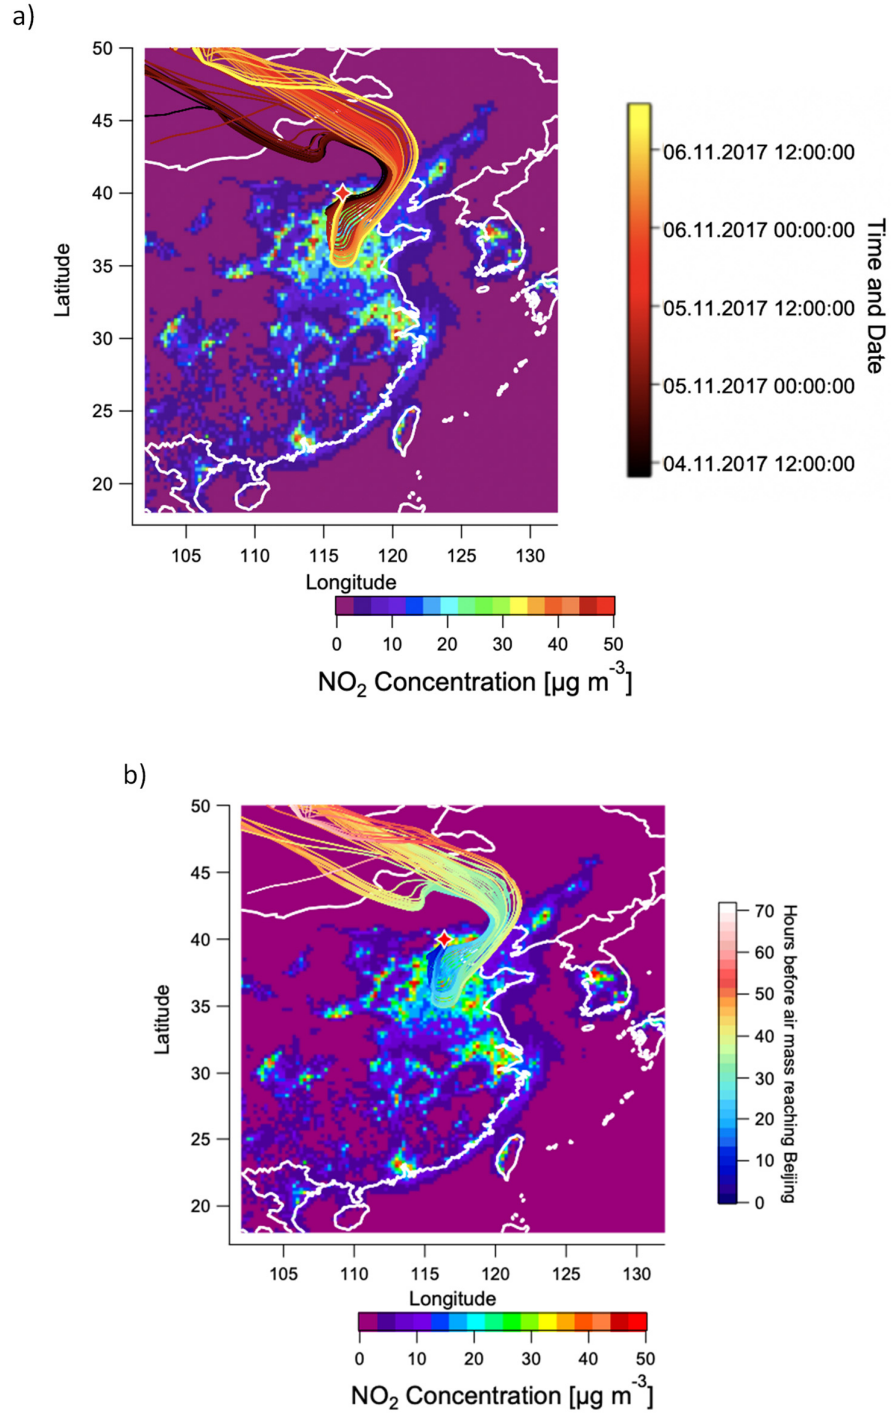 a)
50
45
40
35
30
25
20
Latitude
105 110 115 120 125 130
Longitude
06.11.2017 12:00:00
06.11.2017 00:00:00
05.11.2017 12:00:00
05.11.2017 00:00:00
04.11.2017 12:00:00
Time and Date
0 10 20 30 40 50
NO₂ Concentration [µg m⁻³]
b)
50
45
40
35
30
25
20
Latitude
105 110 115 120 125 130
Longitude
70
60
50
40
30
20
10
0
Hours before air mass reaching Beijing
0 10 20 30 40 50
NO₂ Concentration [µg m⁻³]